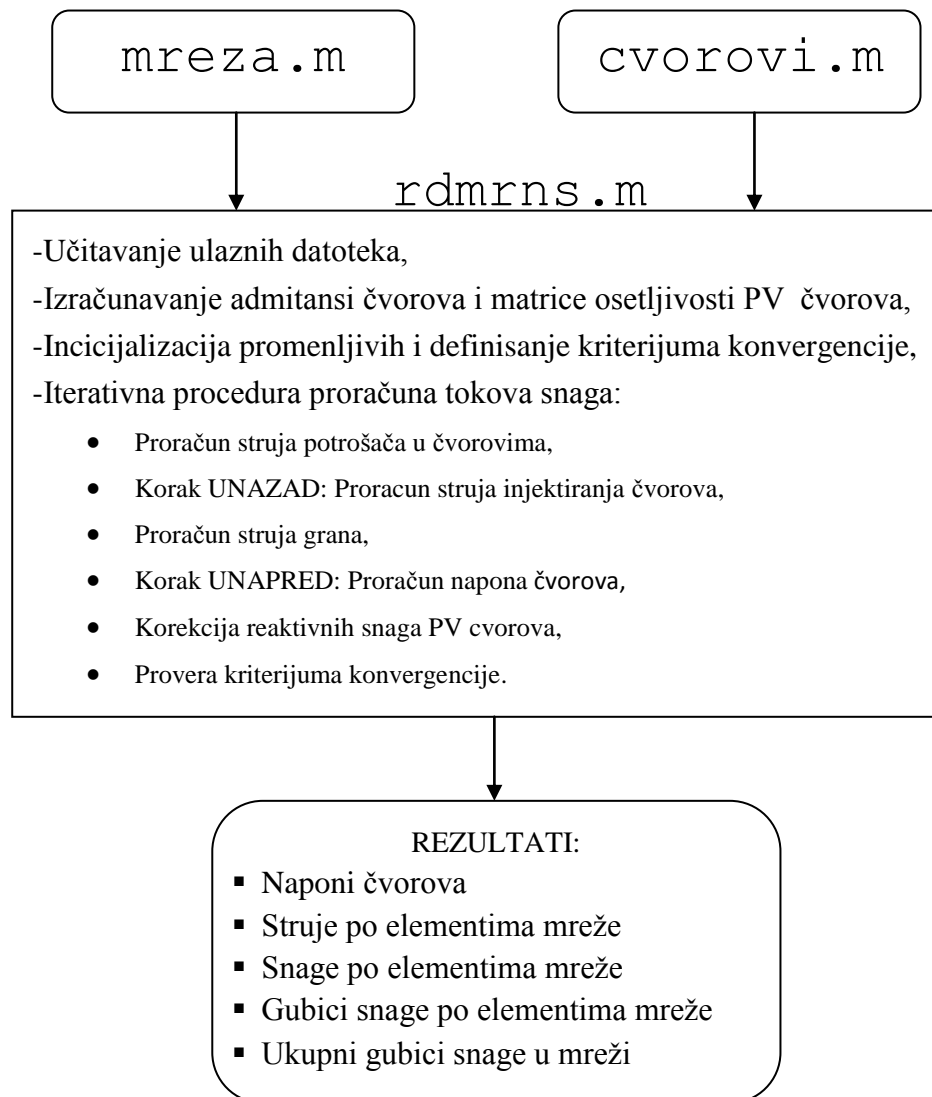 mreza.m
cvorovi.m
rdmrns.m
-Učitavanje ulaznih datoteka,
-Izračunavanje admitansi čvorova i matrice osetljivosti PV čvorova,
-Incicijalizacija promenljivih i definisanje kriterijuma konvergencije,
-Iterativna procedura proračuna tokova snaga:
• Proračun struja potrošača u čvorovima,
• Korak UNAZAD: Proracun struja injektiranja čvorova,
• Proračun struja grana,
• Korak UNAPRED: Proračun napona čvorova,
• Korekcija reaktivnih snaga PV cvorova,
• Provera kriterijuma konvergencije.
REZULTATI:
▪ Naponi čvorova
▪ Struje po elementima mreže
▪ Snage po elementima mreže
▪ Gubici snage po elementima mreže
▪ Ukupni gubici snage u mreži